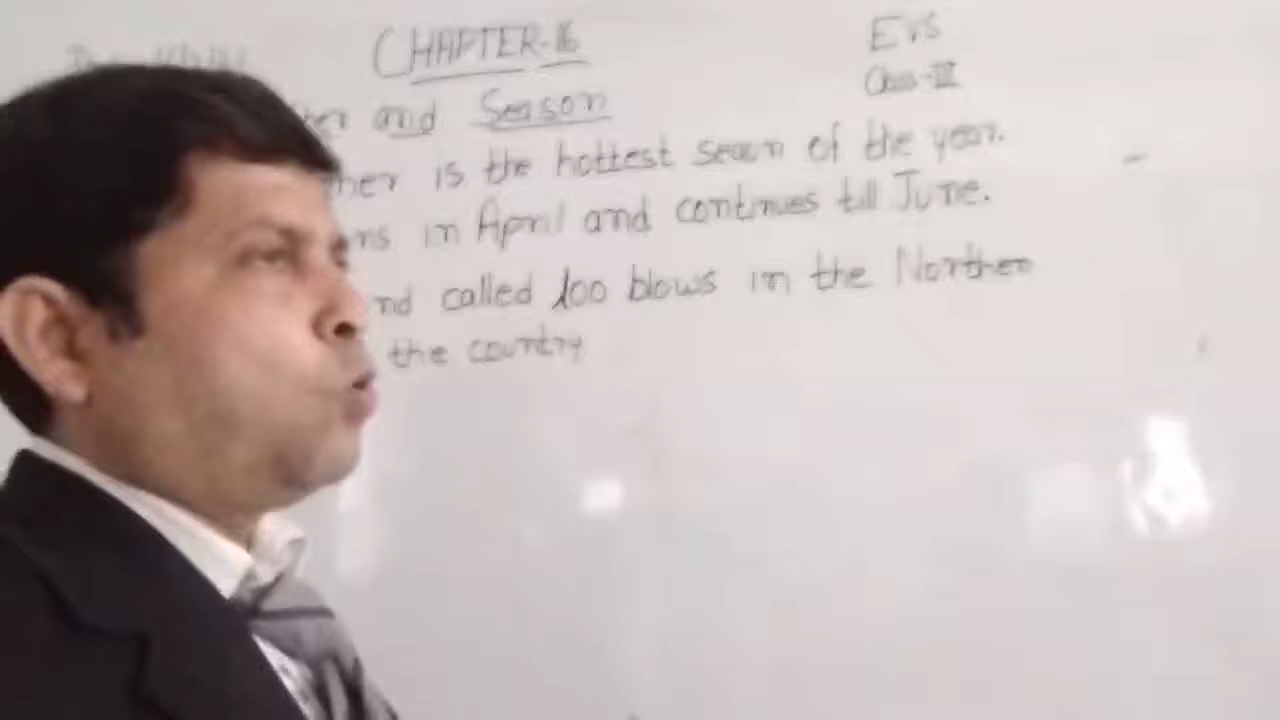 CHAPTER-16
EVS
Class-III
and Season
is the hottest season of the year.
in April and continues till June.
called loo blows in the Northen
the country